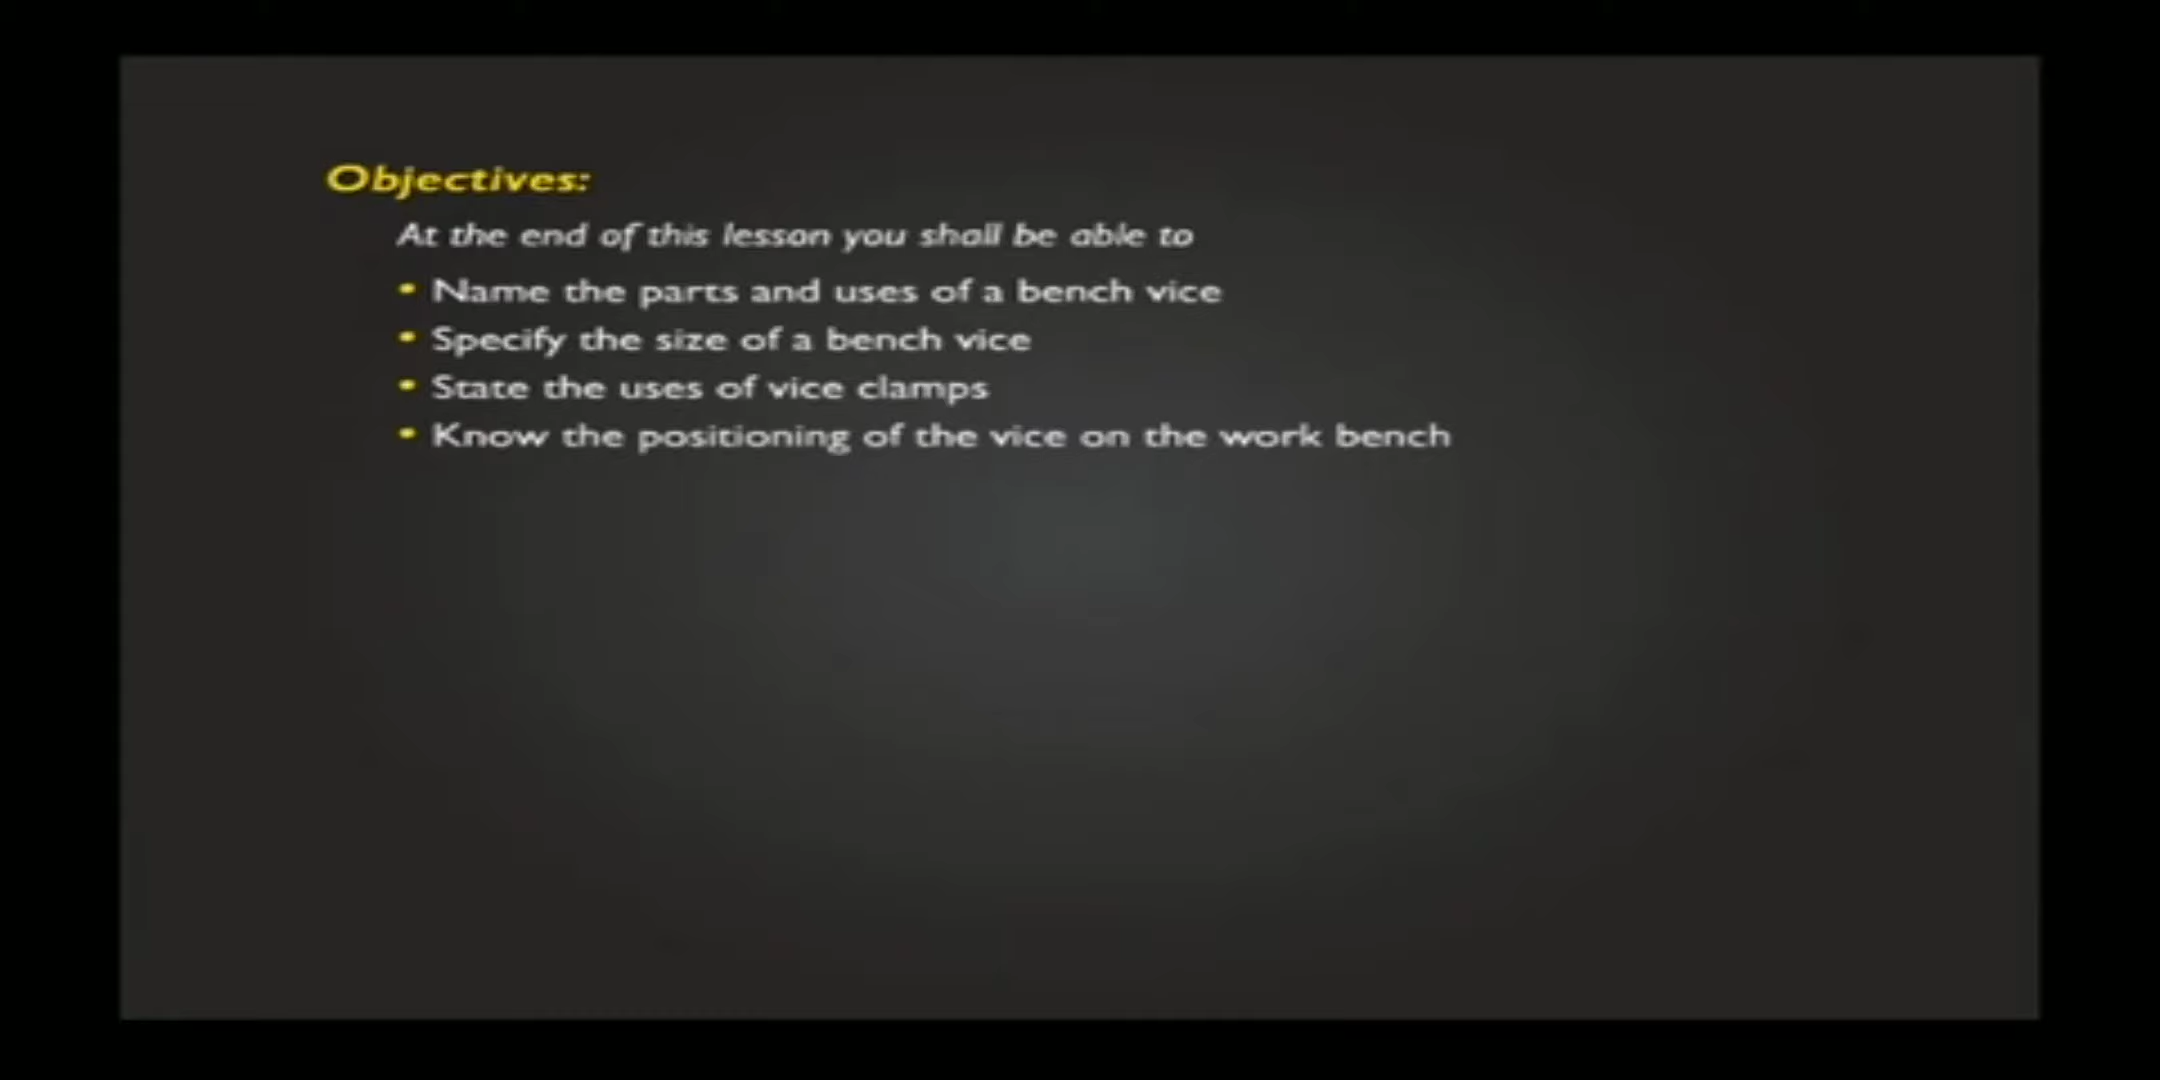 Objectives:
At the end of this lesson you shall be able to
• Name the parts and uses of a bench vice
• Specify the size of a bench vice
• State the uses of vice clamps
• Know the positioning of the vice on the work bench